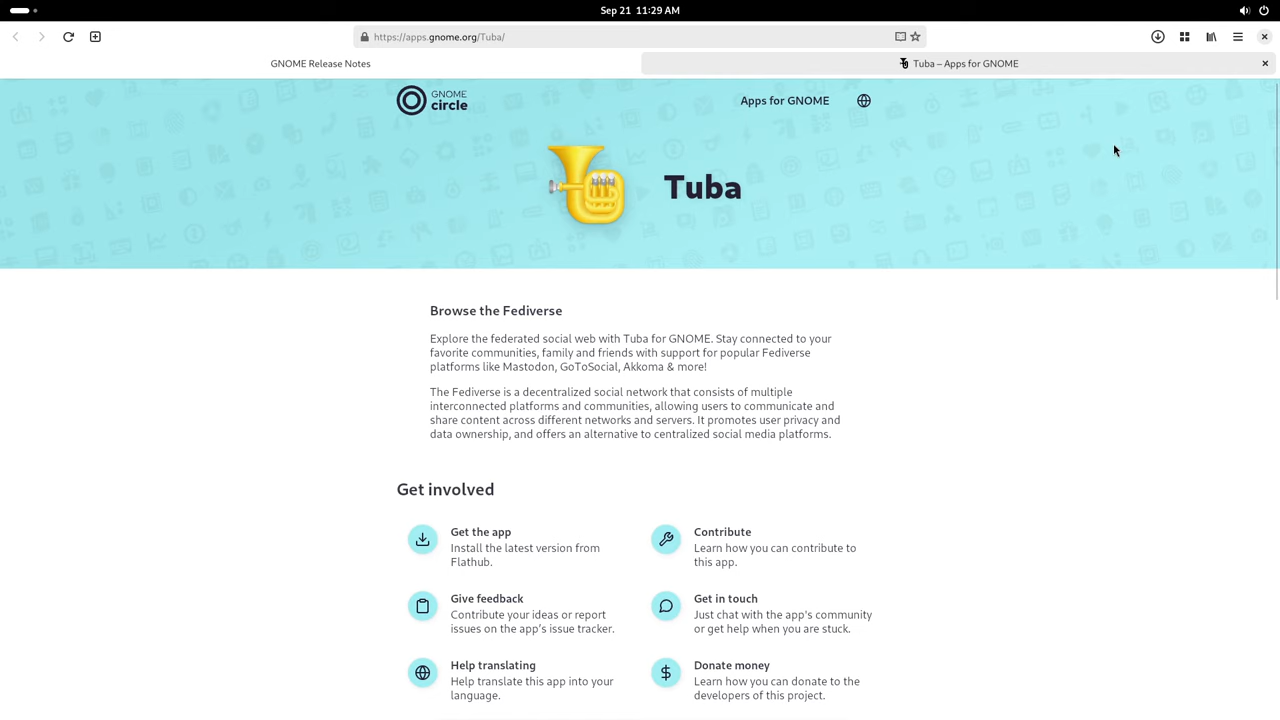 Sep 21 11:29 AM
https://apps.gnome.org/Tuba/
GNOME Release Notes
Tuba – Apps for GNOME
GNOME
circle
Apps for GNOME
Tuba
Browse the Fediverse
Explore the federated social web with Tuba for GNOME. Stay connected to your
favorite communities, family and friends with support for popular Fediverse
platforms like Mastodon, GoToSocial, Akkoma & more!
The Fediverse is a decentralized social network that consists of multiple
interconnected platforms and communities, allowing users to communicate and
share content across different networks and servers. It promotes user privacy and
data ownership, and offers an alternative to centralized social media platforms.
Get involved
Get the app
Install the latest version from
Flathub.
Contribute
Learn how you can contribute to
this app.
Give feedback
Contribute your ideas or report
issues on the app’s issue tracker.
Get in touch
Just chat with the app's community
or get help when you are stuck.
Help translating
Help translate this app into your
language.
Donate money
Learn how you can donate to the
developers of this project.